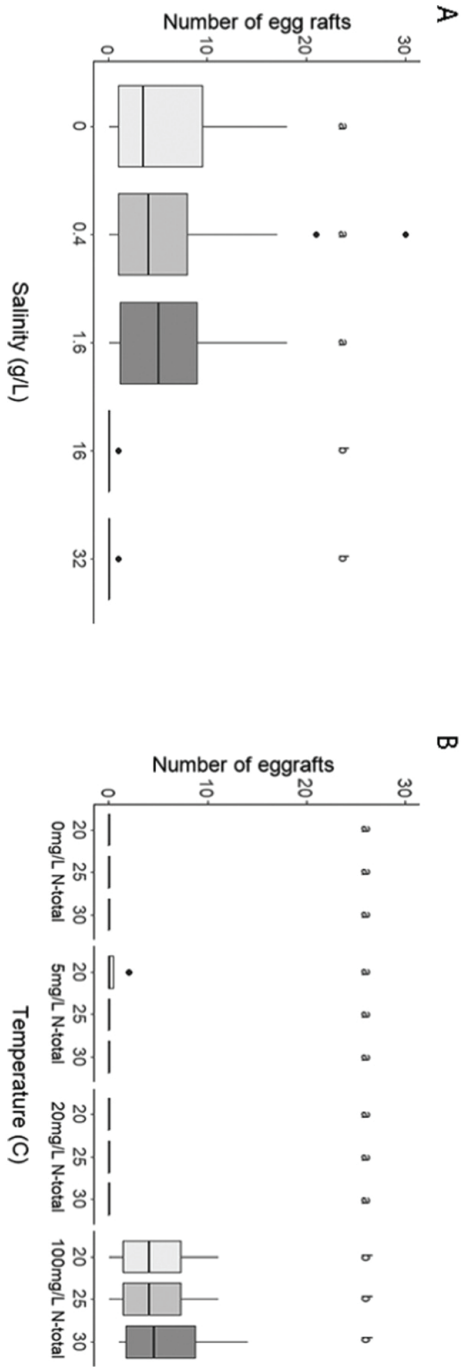 A
Number of egg rafts
30
20
10
0
a
a
a
b
b
0
0.4
1.6
16
32
Salinity (g/L)
B
Number of eggrafts
30
20
10
0
a
a
a
a
a
a
a
a
a
b
b
b
20 25 30
20 25 30
20 25 30
20 25 30
0mg/L N-total
5mg/L N-total
20mg/L N-total
100mg/L N-total
Temperature (C)